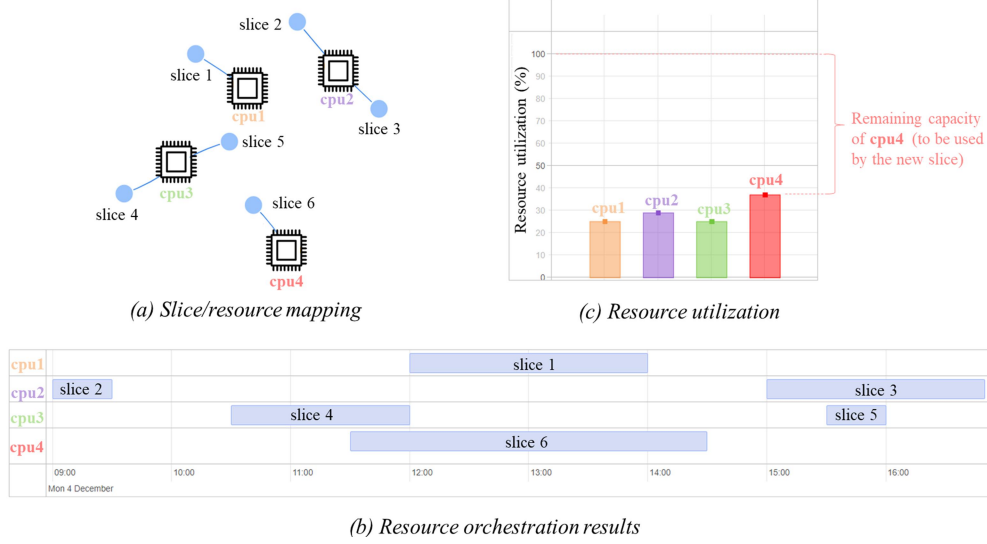 slice 2
slice 1
cpu2
cpu1
slice 3
slice 5
cpu3
slice 4
slice 6
cpu4
(a) Slice/resource mapping
Resource utilization (%)
100
90
80
70
60
50
40
30
20
10
0
cpu1
cpu2
cpu3
cpu4
Remaining capacity
of cpu4 (to be used
by the new slice)
(c) Resource utilization
cpu1
slice 1
cpu2
slice 2
slice 3
cpu3
slice 4
slice 5
cpu4
slice 6
09:00
10:00
11:00
12:00
13:00
14:00
15:00
16:00
Mon 4 December
(b) Resource orchestration results